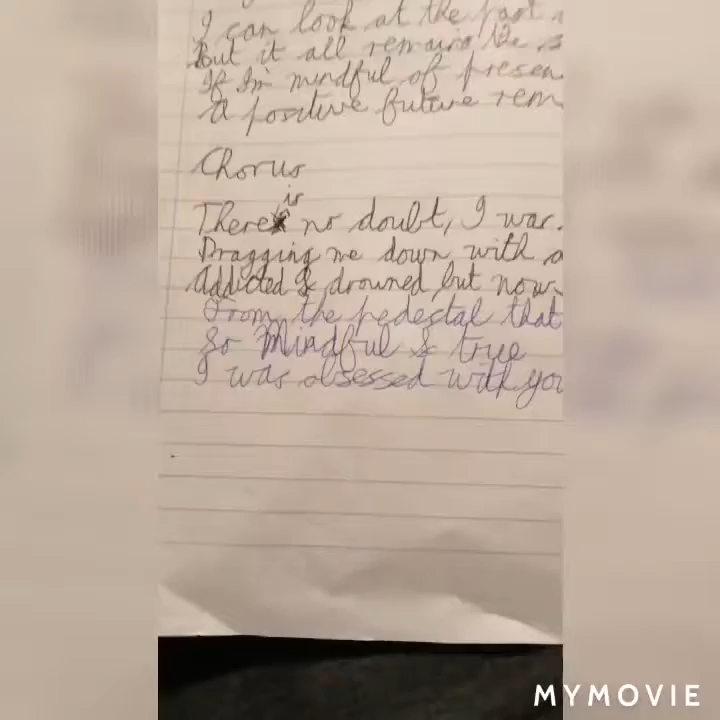 I can look at the past
But it all remains the s
If I'm mindful of presen
A positive future rem
Chorus
There is no doubt, I was
Dragging me down with a
Addicted & drowned but now
From the pedestal that
So Mindful & true
I was obsessed with you
MYMOVIE